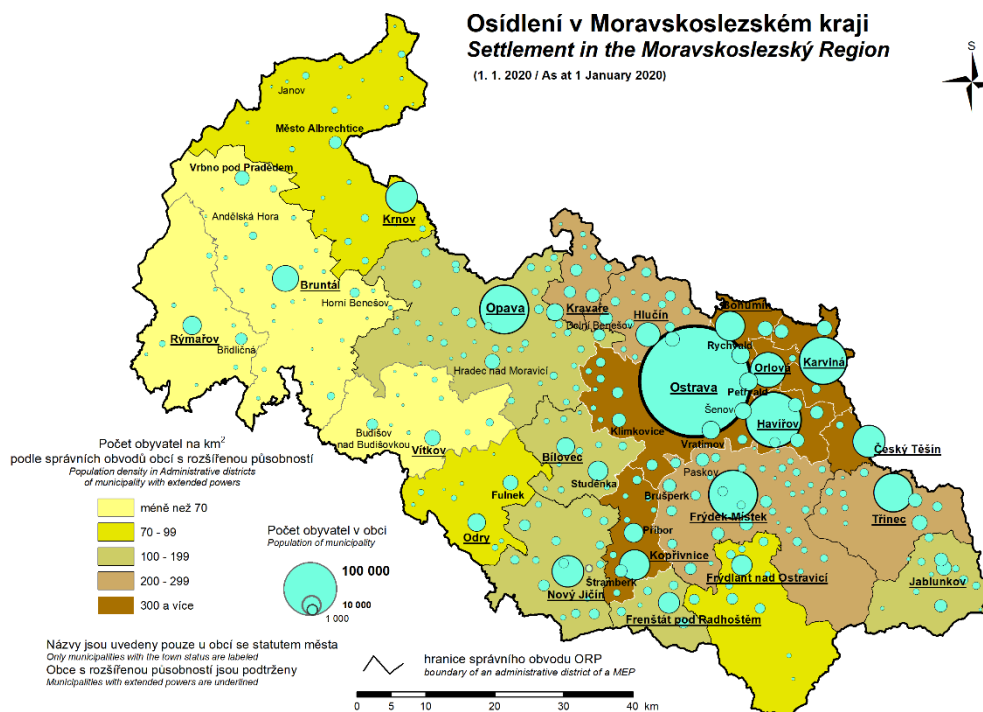 Osídlení v Moravskoslezském kraji
Settlement in the Moravskoslezský Region
(1. 1. 2020 / As at 1 January 2020)
S
Janov
Město Albrechtice
Vrbno pod Pradědem
Andělská Hora
Krnov
Bruntál
Horní Benešov
Rýmařov
Břidličná
Opava
Kravaře
Dolní Benešov
Hlučín
Bohumín
Rychvald
Orlová
Karviná
Ostrava
Petřvald
Šenov
Havířov
Hradec nad Moravicí
Klimkovice
Vratimov
Český Těšín
Budišov
nad Budišovkou
Vítkov
Bílovec
Studénka
Paskov
Brušperk
Frýdek-Místek
Třinec
Fulnek
Odry
Příbor
Kopřivnice
Štramberk
Nový Jičín
Frýdlant nad Ostravicí
Jablunkov
Frenštát pod Radhoštěm
Počet obyvatel na km²
podle správních obvodů obcí s rozšířenou působností
Population density in Administrative districts
of municipality with extended powers
méně než 70
70 - 99
100 - 199
200 - 299
300 a více
Počet obyvatel v obci
Population of municipality
100 000
10 000
1 000
Názvy jsou uvedeny pouze u obcí se statutem města
Only municipalities with the town status are labeled
Obce s rozšířenou působností jsou podtrženy
Municipalities with extended powers are underlined
hranice správního obvodu ORP
boundary of an administrative district of a MEP
0 5 10 20 30 40 km